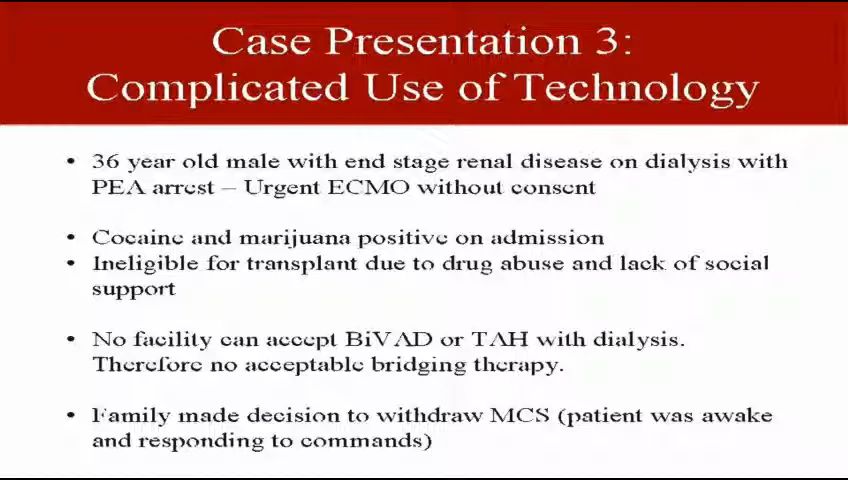 Case Presentation 3:
Complicated Use of Technology
• 36 year old male with end stage renal disease on dialysis with
PEA arrest – Urgent ECMO without consent
• Cocaine and marijuana positive on admission
• Ineligible for transplant due to drug abuse and lack of social
support
• No facility can accept BiVAD or TAH with dialysis.
Therefore no acceptable bridging therapy.
• Family made decision to withdraw MCS (patient was awake
and responding to commands)